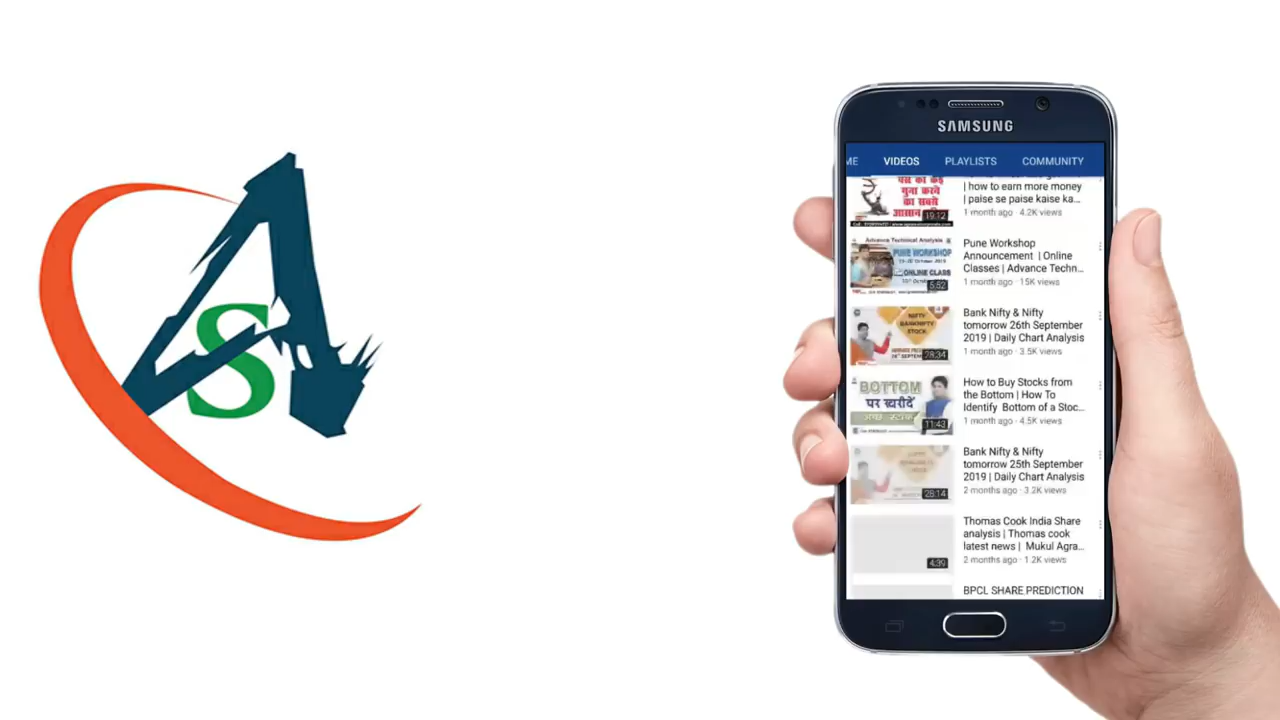 AS
SAMSUNG
ME VIDEOS PLAYLISTS COMMUNITY
का कई
गुना करने
का सबसे
आसान
19:12
| how to earn more money
| paise se paise kaise ka...
1 month ago · 4.2K views
Advance Technical Analysis
PUNE WORKSHOP
ONLINE CLASS
5:52
Pune Workshop
Announcement | Online
Classes | Advance Techn...
1 month ago · 15K views
NIFTY
BANKNIFTY
STOCK
28:34
Bank Nifty & Nifty
tomorrow 26th September
2019 | Daily Chart Analysis
1 month ago · 3.5K views
BOTTOM
पर खरीदें
11:43
How to Buy Stocks from
the Bottom | How To
Identify Bottom of a Stoc...
1 month ago · 4.5K views
28:14
Bank Nifty & Nifty
tomorrow 25th September
2019 | Daily Chart Analysis
2 months ago · 3.2K views
4:39
Thomas Cook India Share
analysis | Thomas cook
latest news | Mukul Agra...
2 months ago · 1.2K views
BPCL SHARE PREDICTION